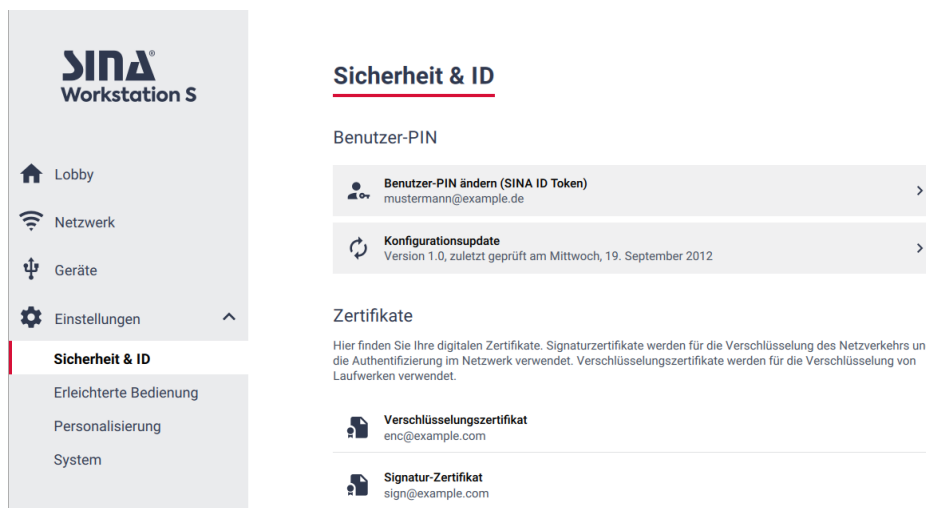 SINA®
Workstation S
Lobby
Netzwerk
Geräte
Einstellungen
Sicherheit & ID
Erleichterte Bedienung
Personalisierung
System
Sicherheit & ID
Benutzer-PIN
Benutzer-PIN ändern (SINA ID Token)
mustermann@example.de
Konfigurationsupdate
Version 1.0, zuletzt geprüft am Mittwoch, 19. September 2012
Zertifikate
Hier finden Sie Ihre digitalen Zertifikate. Signaturzertifikate werden für die Verschlüsselung des Netzverkehrs un
die Authentifizierung im Netzwerk verwendet. Verschlüsselungszertifikate werden für die Verschlüsselung von
Laufwerken verwendet.
Verschlüsselungszertifikat
enc@example.com
Signatur-Zertifikat
sign@example.com